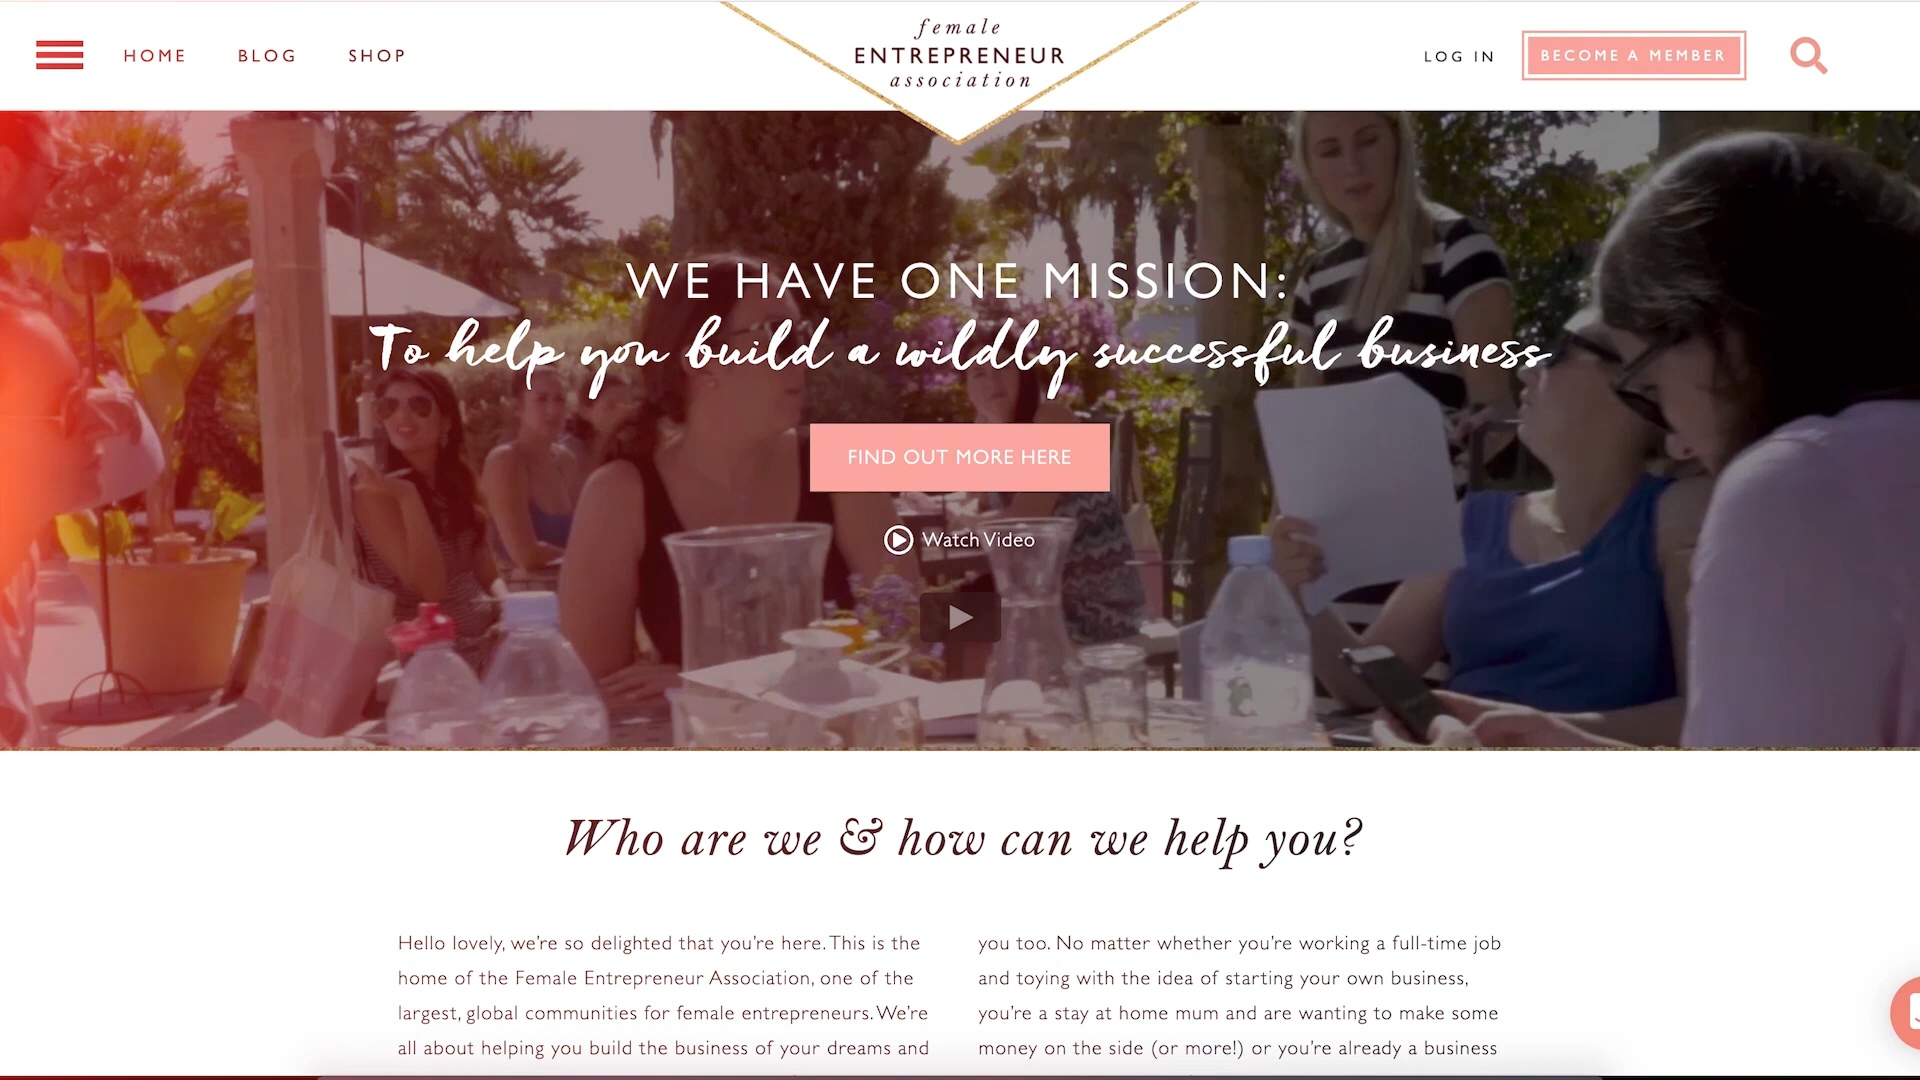 HOME
BLOG
SHOP
female
ENTREPRENEUR
association
LOG IN
BECOME A MEMBER
WE HAVE ONE MISSION:
To help you build a wildly successful business
FIND OUT MORE HERE
Watch Video
Who are we & how can we help you?
Hello lovely, we're so delighted that you're here. This is the
home of the Female Entrepreneur Association, one of the
largest, global communities for female entrepreneurs. We're
all about helping you build the business of your dreams and
you too. No matter whether you're working a full-time job
and toying with the idea of starting your own business,
you're a stay at home mum and are wanting to make some
money on the side (or more!) or you're already a business